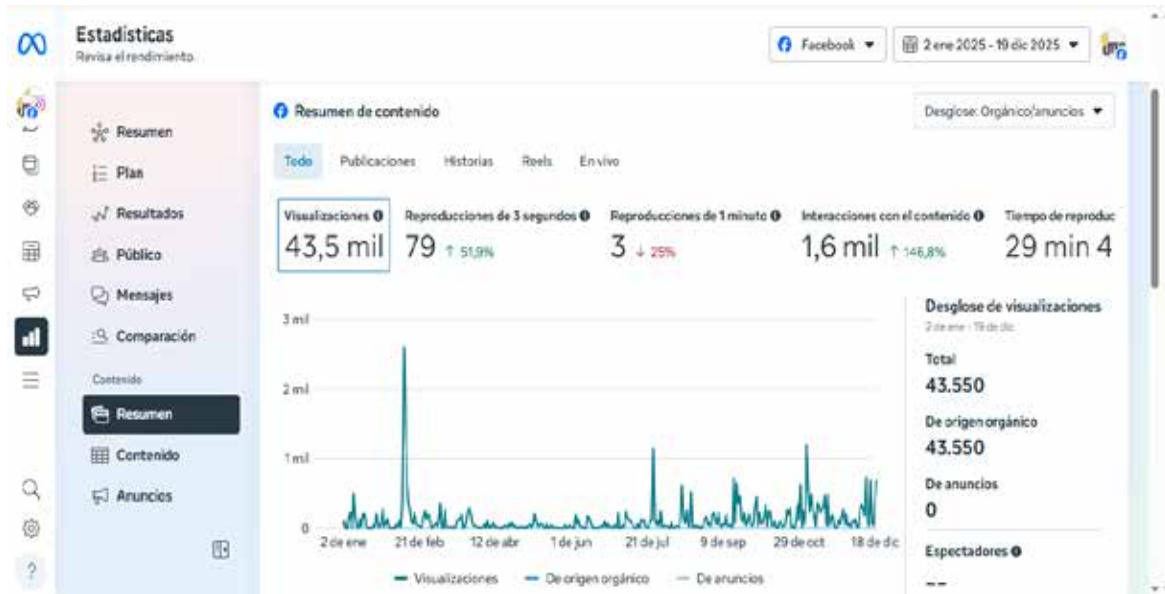 Estadísticas
Revisa el rendimiento.
Facebook
2 ene 2025 - 19 dic 2025
Resumen
Plan
Resultados
Público
Mensajes
Comparación
Contenido
Resumen
Contenido
Anuncios
Resumen de contenido
Desglose: Orgánico/anuncios
Todo Publicaciones Historias Reels En vivo
Visualizaciones Reproducciones de 3 segundos Reproducciones de 1 minuto Interacciones con el contenido Tiempo de reproduc
43,5 mil 79 ↑ 51,9% 3 ↓ 25% 1,6 mil ↑ 146,8% 29 min 4
3 mil
2 mil
1 mil
0
2 de ene 21 de feb 12 de abr 1 de jun 21 de jul 9 de sep 29 de oct 18 de dic
Visualizaciones De origen orgánico De anuncios
Desglose de visualizaciones
2 de ene - 19 de dic
Total
43.550
De origen orgánico
43.550
De anuncios
0
Espectadores
--